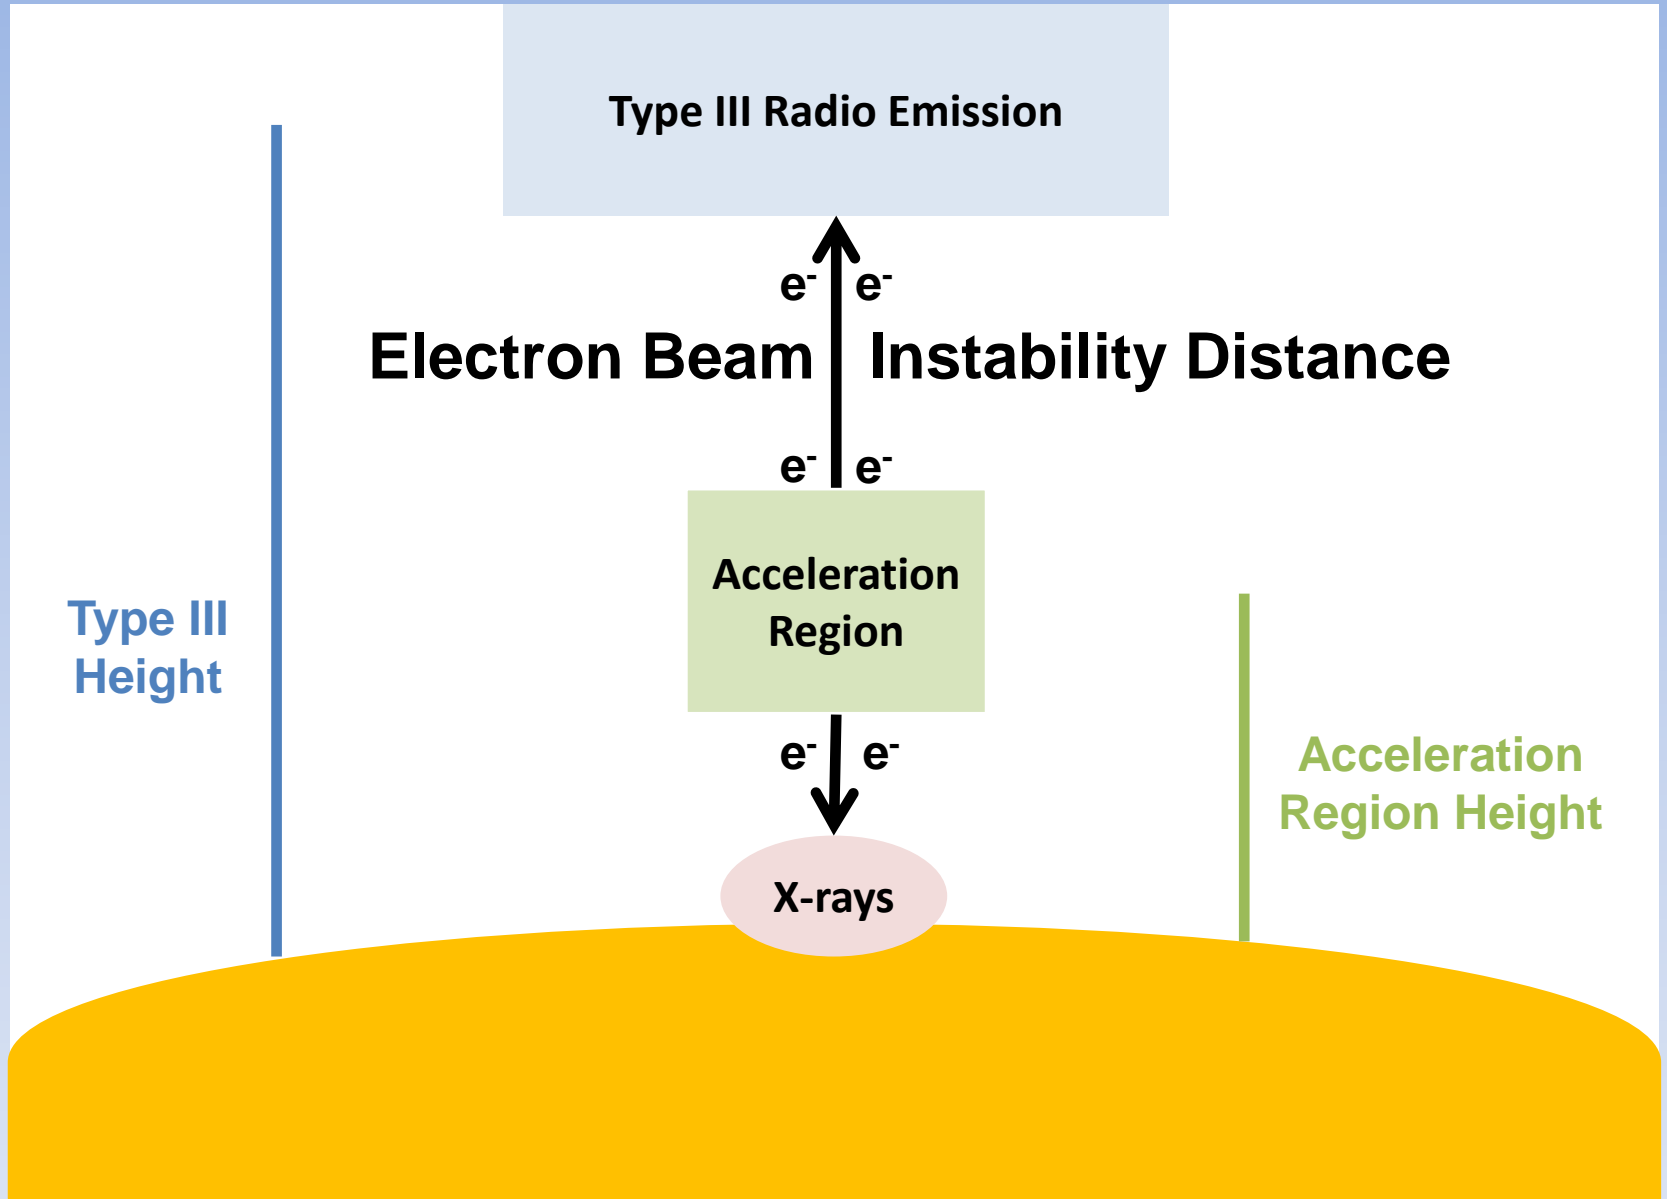 Type III Radio Emission
e⁻ e⁻
Electron Beam Instability Distance
e⁻ e⁻
Acceleration
Region
Type III
Height
e⁻ e⁻
Acceleration
Region Height
X-rays